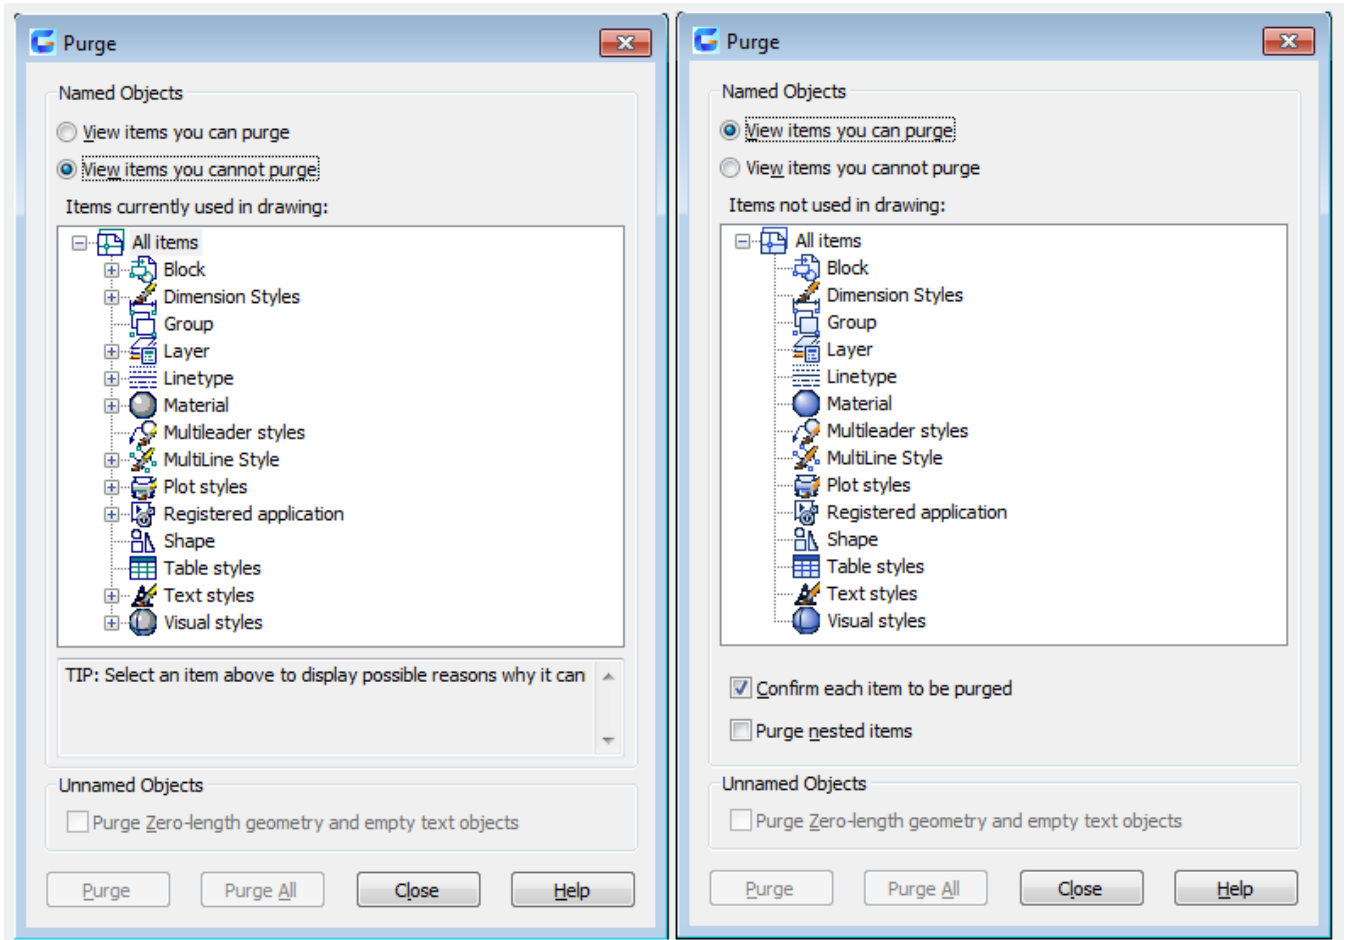 Purge
Named Objects
View items you can purge
View items you cannot purge
Items currently used in drawing:
All items
Block
Dimension Styles
Group
Layer
Linetype
Material
Multileader styles
MultiLine Style
Plot styles
Registered application
Shape
Table styles
Text styles
Visual styles
TIP: Select an item above to display possible reasons why it can
Unnamed Objects
Purge Zero-length geometry and empty text objects
Purge
Purge All
Close
Help
Purge
Named Objects
View items you can purge
View items you cannot purge
Items not used in drawing:
All items
Block
Dimension Styles
Group
Layer
Linetype
Material
Multileader styles
MultiLine Style
Plot styles
Registered application
Shape
Table styles
Text styles
Visual styles
Confirm each item to be purged
Purge nested items
Unnamed Objects
Purge Zero-length geometry and empty text objects
Purge
Purge All
Close
Help